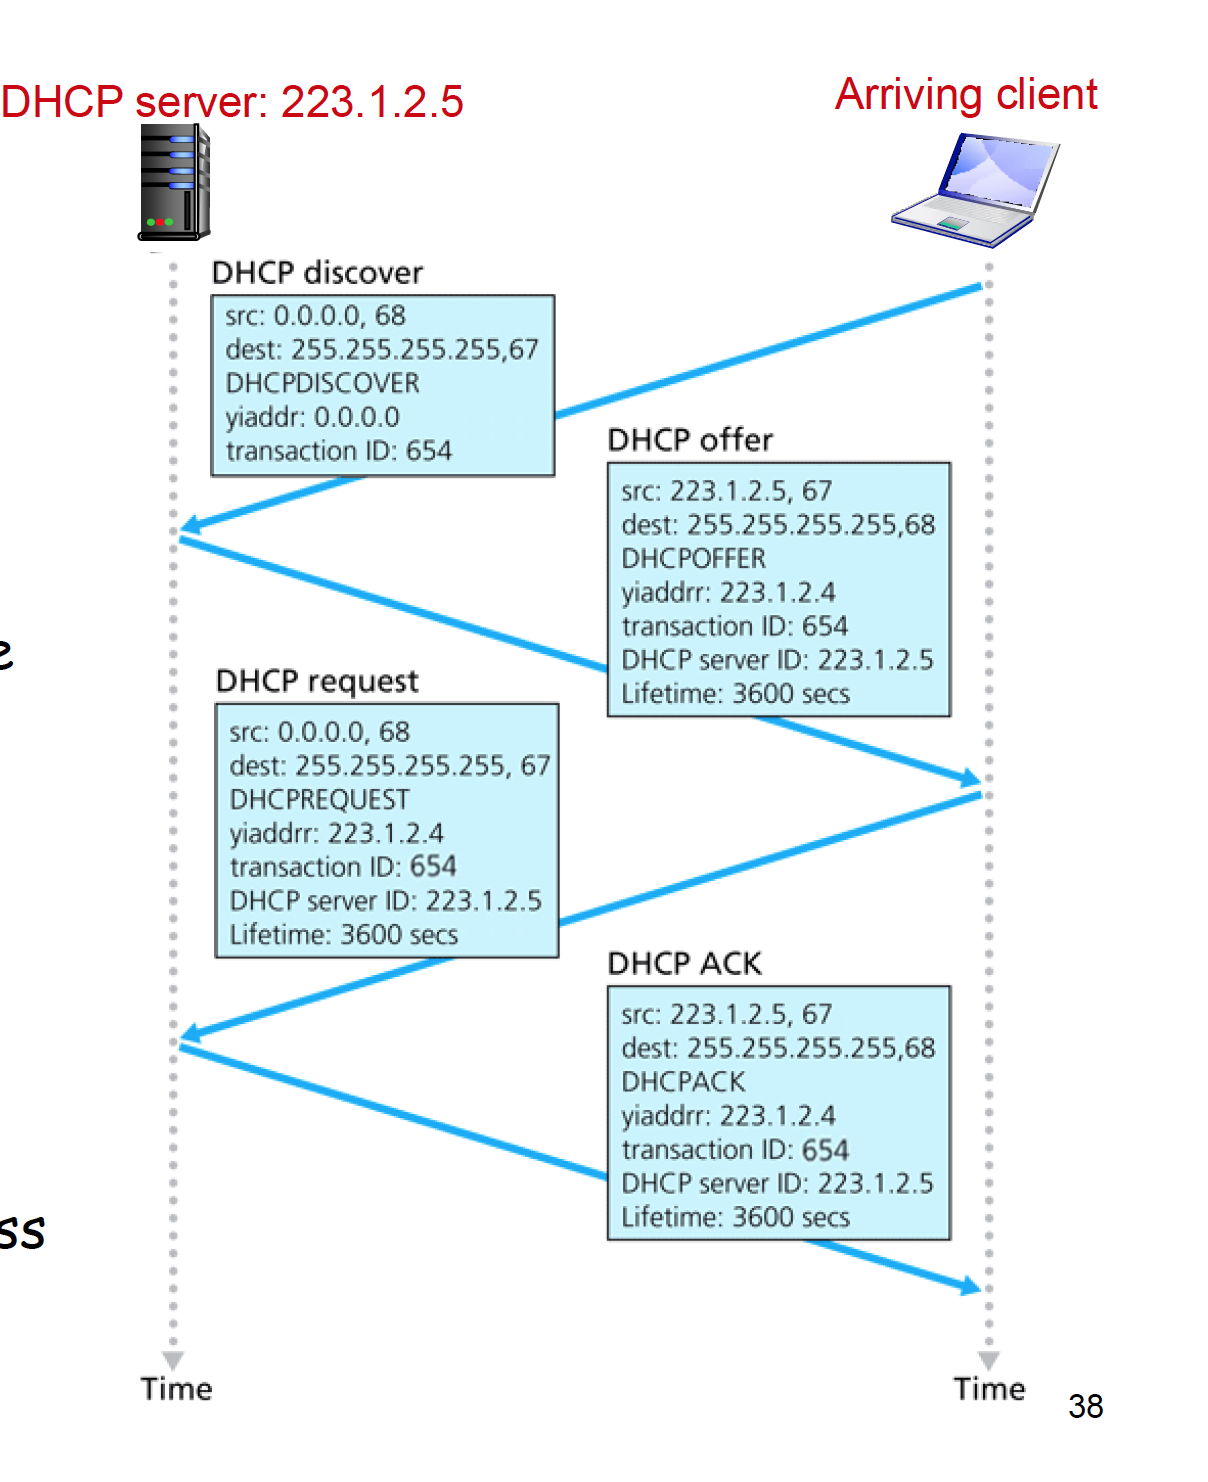 DHCP server: 223.1.2.5
Arriving client
DHCP discover
src: 0.0.0.0, 68
dest: 255.255.255.255,67
DHCPDISCOVER
yiaddr: 0.0.0.0
transaction ID: 654
DHCP offer
src: 223.1.2.5, 67
dest: 255.255.255.255,68
DHCPOFFER
yiaddrr: 223.1.2.4
transaction ID: 654
DHCP server ID: 223.1.2.5
Lifetime: 3600 secs
e
DHCP request
src: 0.0.0.0, 68
dest: 255.255.255.255, 67
DHCPREQUEST
yiaddrr: 223.1.2.4
transaction ID: 654
DHCP server ID: 223.1.2.5
Lifetime: 3600 secs
DHCP ACK
src: 223.1.2.5, 67
dest: 255.255.255.255,68
DHCPACK
yiaddrr: 223.1.2.4
transaction ID: 654
DHCP server ID: 223.1.2.5
Lifetime: 3600 secs
ss
Time
Time
38